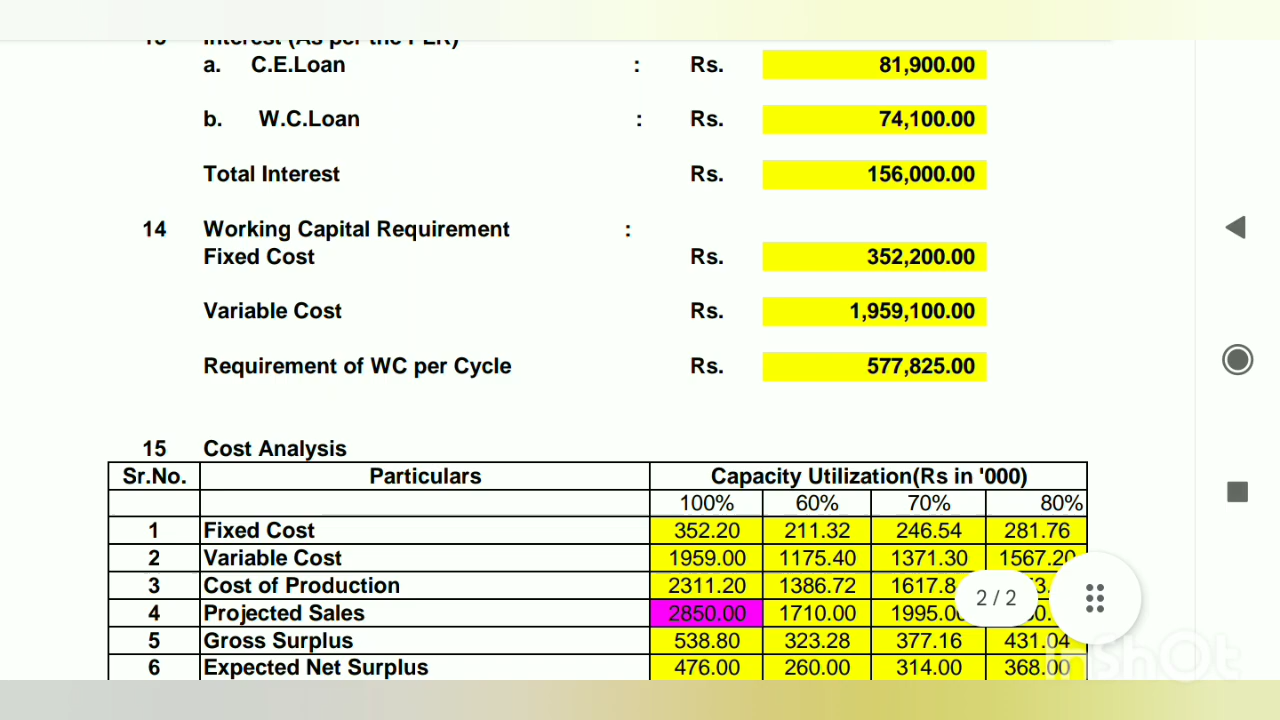 a. C.E.Loan : Rs. 81,900.00
b. W.C.Loan : Rs. 74,100.00
Total Interest Rs. 156,000.00
14 Working Capital Requirement :
Fixed Cost Rs. 352,200.00
Variable Cost Rs. 1,959,100.00
Requirement of WC per Cycle Rs. 577,825.00
15 Cost Analysis
Sr.No. Particulars Capacity Utilization(Rs in '000)
100% 60% 70% 80%
1 Fixed Cost 352.20 211.32 246.54 281.76
2 Variable Cost 1959.00 1175.40 1371.30 1567.20
3 Cost of Production 2311.20 1386.72
4 Projected Sales 2850.00 1710.00
2 / 2
5 Gross Surplus 538.80 323.28 377.16 431.04
6 Expected Net Surplus 476.00 260.00 314.00 368.00
InShOt